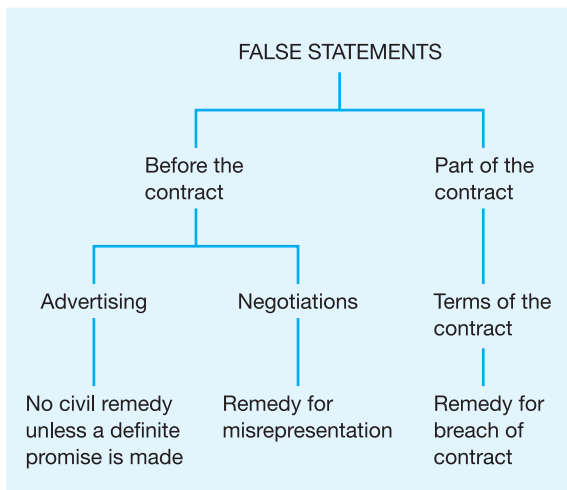 FALSE STATEMENTS
Before the
contract
Part of the
contract
Advertising
Negotiations
Terms of the
contract
No civil remedy
unless a definite
promise is made
Remedy for
misrepresentation
Remedy for
breach of
contract